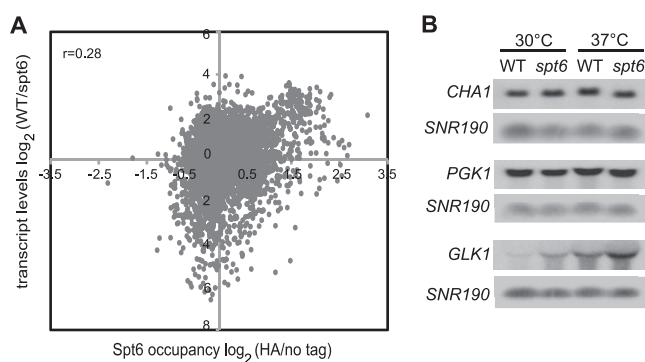 A
transcript levels log2 (WT/spt6)
r=0.28
6
4
2
0
2
4
6
8
-3.5
-2.5
-1.5
-0.5
0.5
1.5
2.5
3.5
Spt6 occupancy log2 (HA/no tag)
B
30°C 37°C
WT spt6 WT spt6
CHA1
SNR190
PGK1
SNR190
GLK1
SNR190